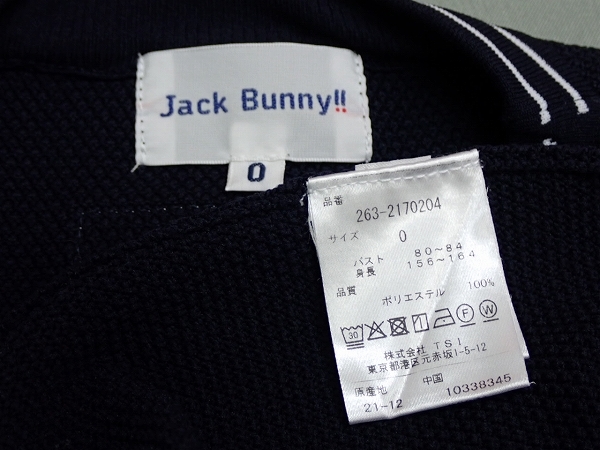 Jack Bunny!!
0
品番
263-2170204
サイズ 0
バスト 80~84
身長 156~164
品質
ポリエステル 100%
30 F W
株式会社 TSI
東京都港区元赤坂1-5-12
原産地 中国
21-12 10338345